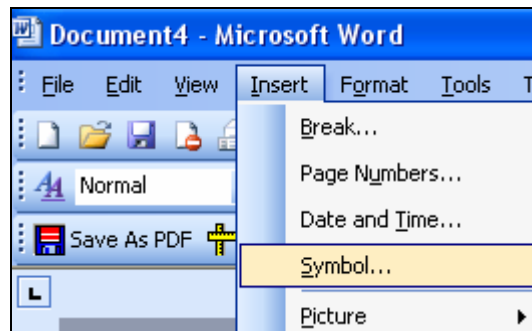 Document4 - Microsoft Word
File Edit View Insert Format Tools T
Break...
Page Numbers...
Normal
Date and Time...
Save As PDF
Symbol...
Picture